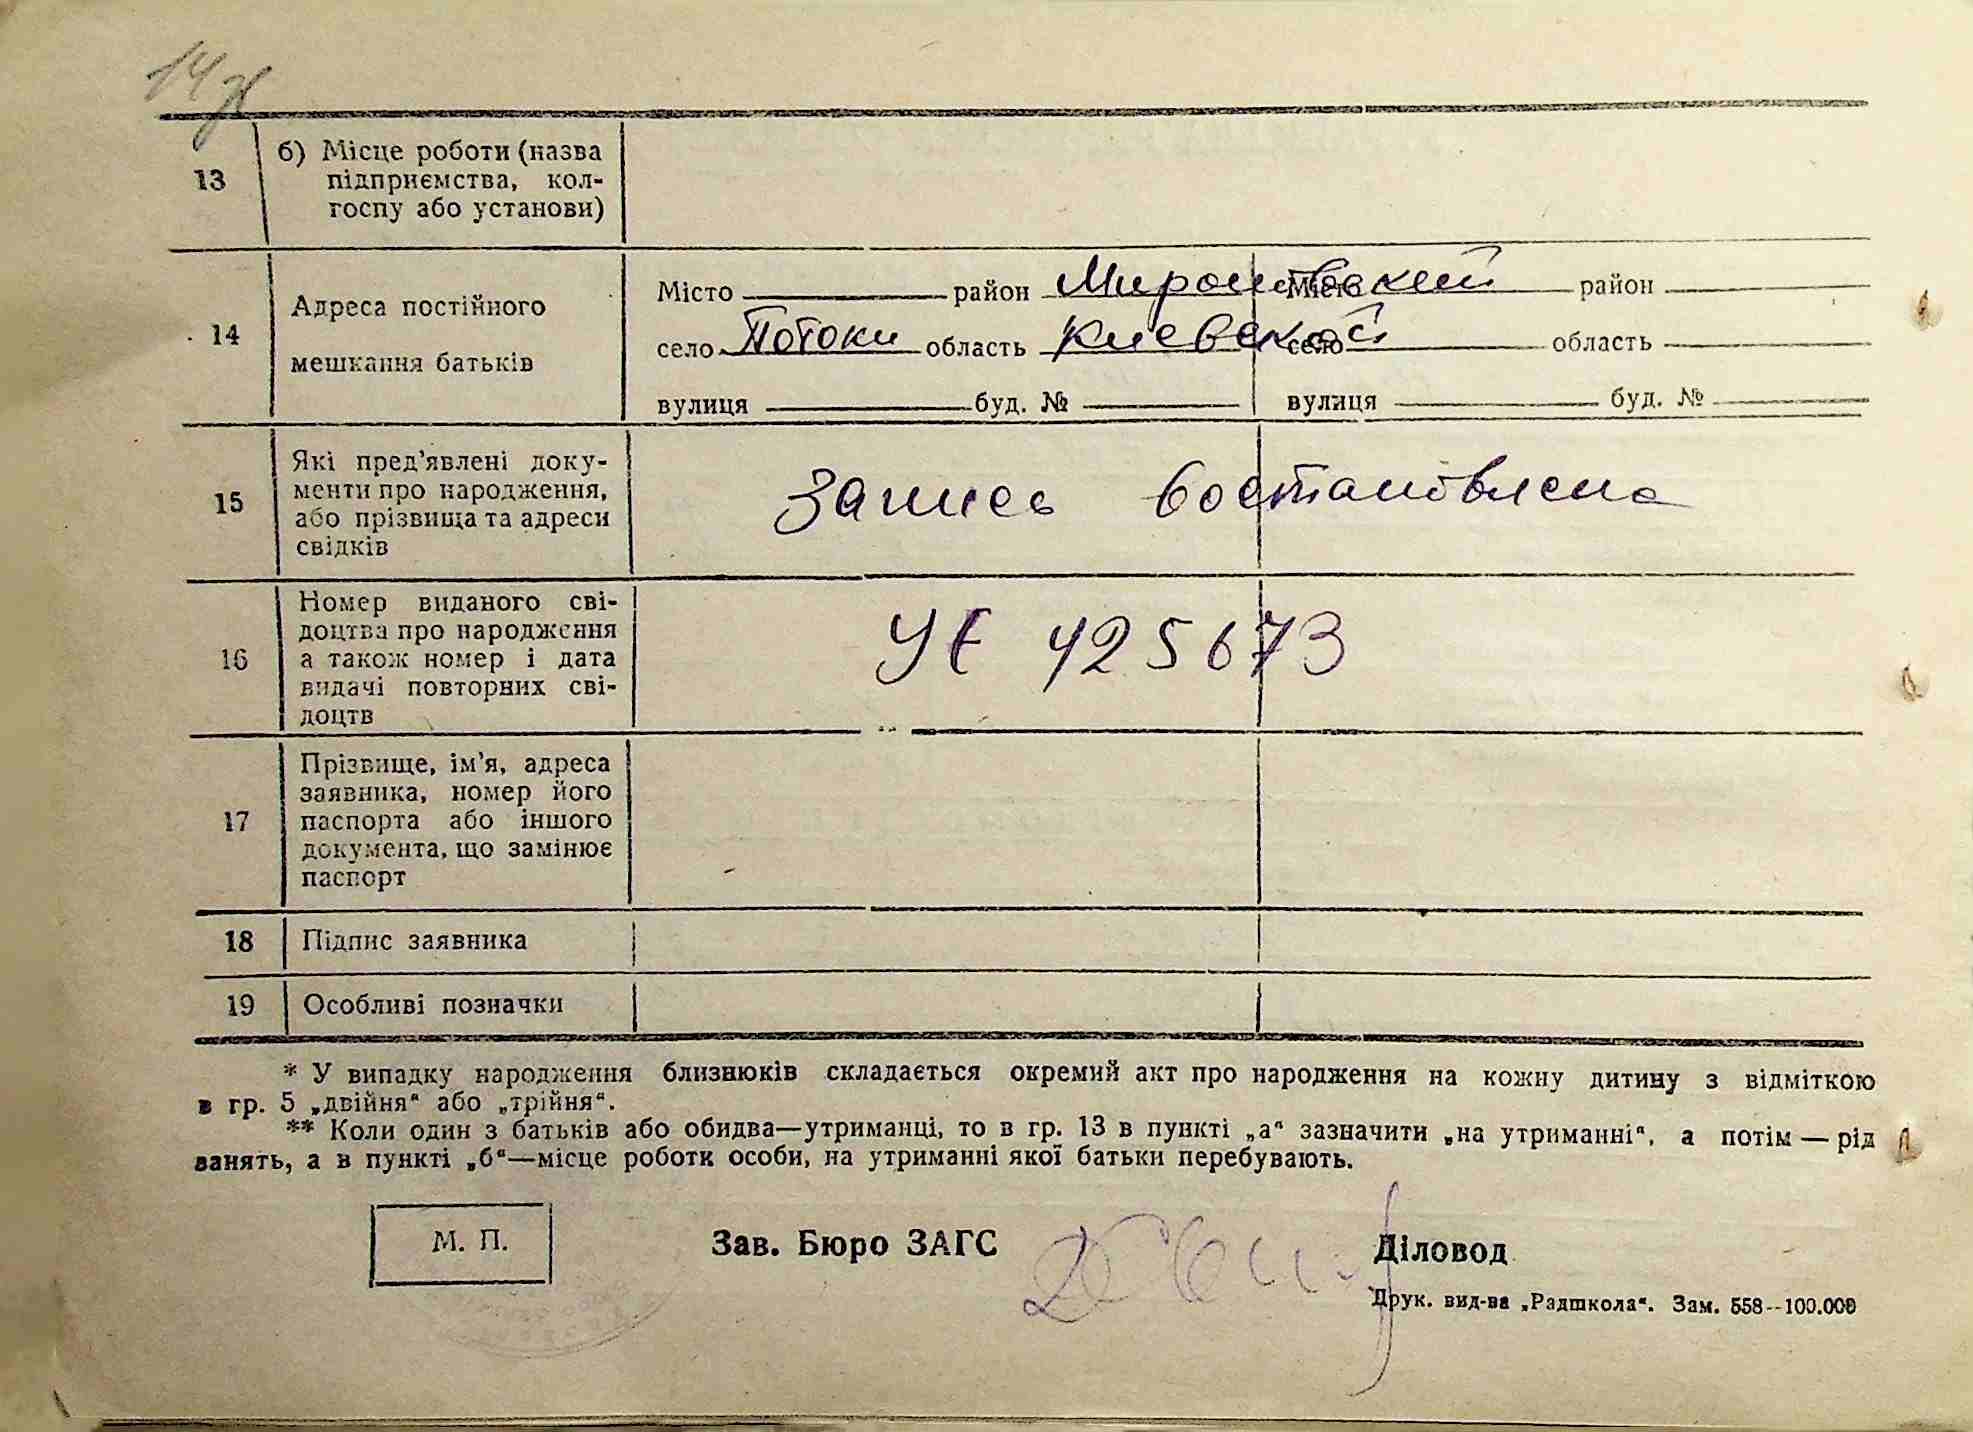 14
13 б) Місце роботи (назва
підприємства, кол-
госпу або установи)
14 Адреса постійного
мешкання батьків
Місто район Мироновский Місто район
село Потоки область Киевской село область
вулиця буд. № вулиця буд. №
15 Які пред'явлені доку-
менти про народження,
або прізвища та адреси
свідків
Запись востановлена
16 Номер виданого сві-
доцтва про народження
а також номер і дата
видачі повторних сві-
доцтв
УЕ 425673
17 Прізвище, ім'я, адреса
заявника, номер його
паспорта або іншого
документа, що замінює
паспорт
18 Підпис заявника
19 Особливі позначки
* У випадку народження близнюків складається окремий акт про народження на кожну дитину з відміткою
в гр. 5 „двійня“ або „трійня“.
** Коли один з батьків або обидва—утриманці, то в гр. 13 в пункті „а“ зазначити „на утриманні“, а потім — рід
занять, а в пункті „б“—місце роботи особи, на утриманні якої батьки перебувають.
М. П. Зав. Бюро ЗАГС Діловод
Друк. вид-ва „Радшкола“. Зам. 558--100.000